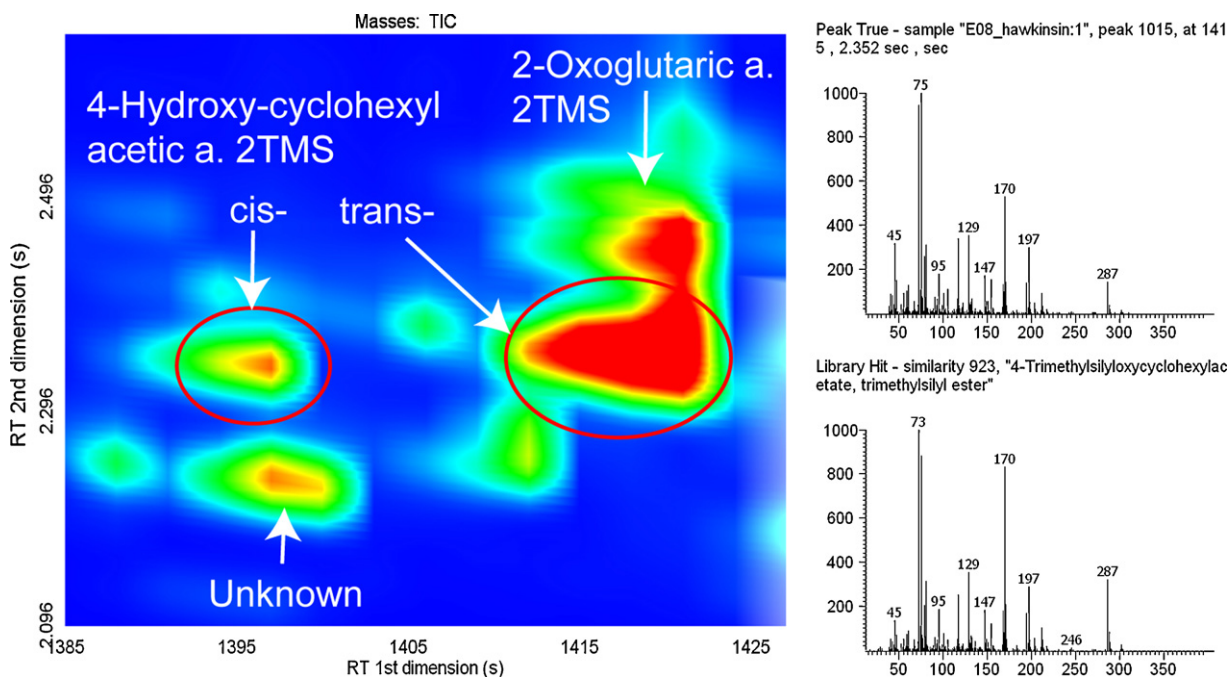 Masses: TIC
4-Hydroxy-cyclohexyl
acetic a. 2TMS
cis-
trans-
2-Oxoglutaric a.
2TMS
Unknown
RT 2nd dimension (s)
2.496
2.296
2.096
1385
1395
1405
1415
1425
RT 1st dimension (s)
Peak True - sample "E08_hawkinsin:1", peak 1015, at 141
5 , 2.352 sec , sec
1000
800
600
400
200
75
170
45
129
95
147
197
287
50 100 150 200 250 300 350
Library Hit - similarity 923, "4-Trimethylsilyloxycyclohexylac
etate, trimethylsilyl ester"
1000
800
600
400
200
73
170
129
45
95
147
197
246
287
50 100 150 200 250 300 350